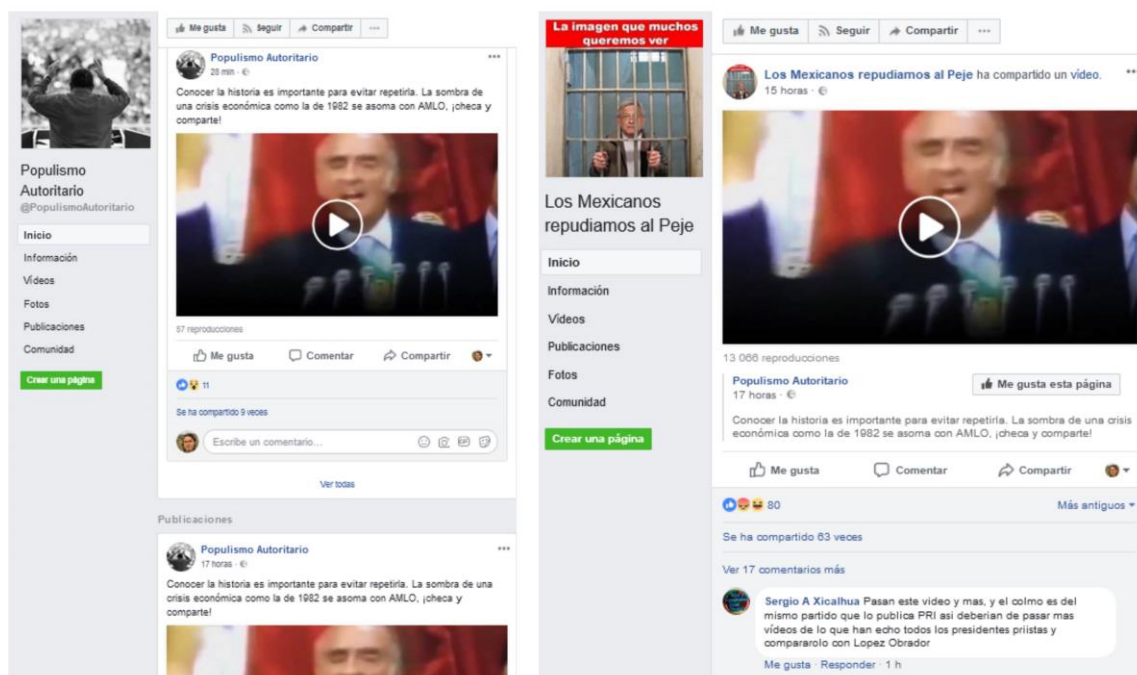 Me gusta Seguir Compartir ...
Populismo Autoritario
28 min
Conocer la historia es importante para evitar repetirla. La sombra de
una crisis económica como la de 1982 se asoma con AMLO, ¡checa y
comparte!
57 reproducciones
Me gusta Comentar Compartir
11
Se ha compartido 9 veces
Escribe un comentario...
GIF
Ver todas
Publicaciones
Populismo Autoritario
17 horas
Conocer la historia es importante para evitar repetirla. La sombra de una
crisis económica como la de 1982 se asoma con AMLO, ¡checa y
comparte!
Populismo
Autoritario
@PopulismoAutoritario
Inicio
Información
Vídeos
Fotos
Publicaciones
Comunidad
Crear una página
La imagen que muchos
queremos ver
Los Mexicanos
repudiamos al Peje
Inicio
Información
Vídeos
Publicaciones
Fotos
Comunidad
Crear una página
Me gusta Seguir Compartir ...
Los Mexicanos repudiamos al Peje ha compartido un vídeo.
15 horas
13 066 reproducciones
Populismo Autoritario
17 horas
Me gusta esta página
Conocer la historia es importante para evitar repetirla. La sombra de una crisis
económica como la de 1982 se asoma con AMLO, ¡checa y comparte!
Me gusta Comentar Compartir
80
Más antiguos
Se ha compartido 63 veces
Ver 17 comentarios más
Sergio A Xicalhua Pasan este video y mas, y el colmo es del
mismo partido que lo publica PRI asi deberian de pasar mas
vídeos de lo que han echo todos los presidentes priistas y
compararolo con Lopez Obrador
Me gusta · Responder · 1 h